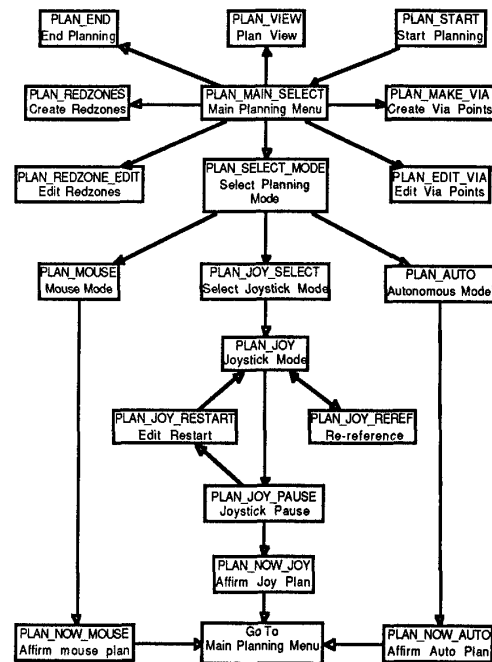 PLAN_END
End Planning
PLAN_VIEW
Plan View
PLAN_START
Start Planning
PLAN_REDZONES
Create Redzones
PLAN_MAIN_SELECT
Main Planning Menu
PLAN_MAKE_VIA
Create Via Points
PLAN_REDZONE_EDIT
Edit Redzones
PLAN_SELECT_MODE
Select Planning
Mode
PLAN_EDIT_VIA
Edit Via Points
PLAN_MOUSE
Mouse Mode
PLAN_JOY_SELECT
Select Joystick Mode
PLAN_AUTO
Autonomous Mode
PLAN_JOY
Joystick Mode
PLAN_JOY_RESTART
Edit Restart
PLAN_JOY_REREF
Re-reference
PLAN_JOY_PAUSE
Joystick Pause
PLAN_NOW_JOY
Affirm Joy Plan
PLAN_NOW_MOUSE
Affirm mouse plan
Go To
Main Planning Menu
PLAN_NOW_AUTO
Affirm Auto Plan